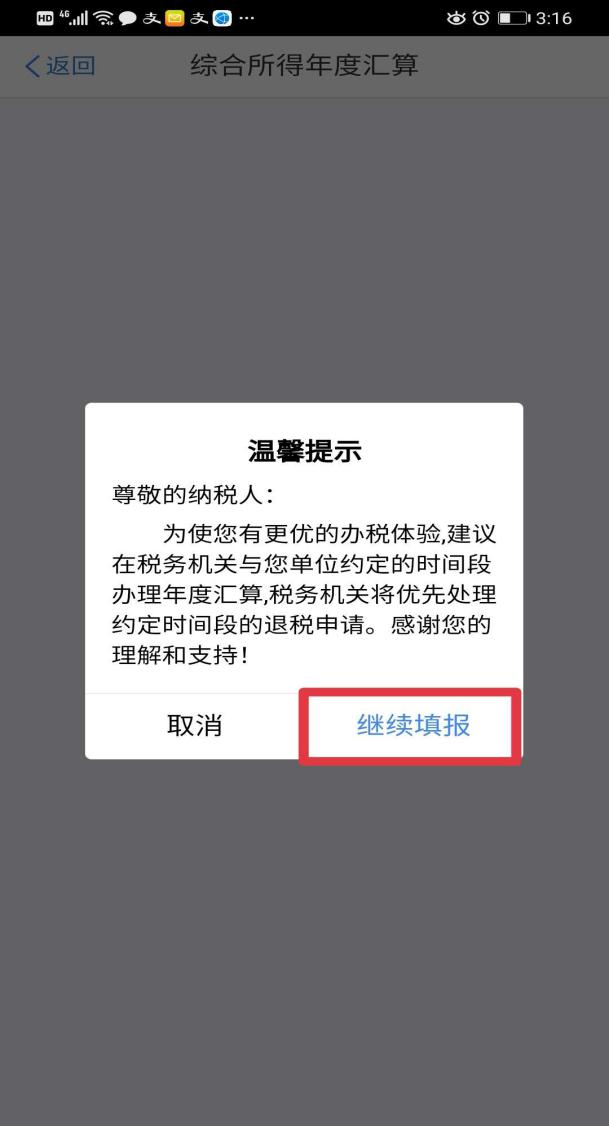 HD 4G 支 支 ... 3:16
返回 综合所得年度汇算
温馨提示
尊敬的纳税人：
为使您有更优的办税体验,建议
在税务机关与您单位约定的时间段
办理年度汇算,税务机关将优先处理
约定时间段的退税申请。感谢您的
理解和支持！
取消 继续填报